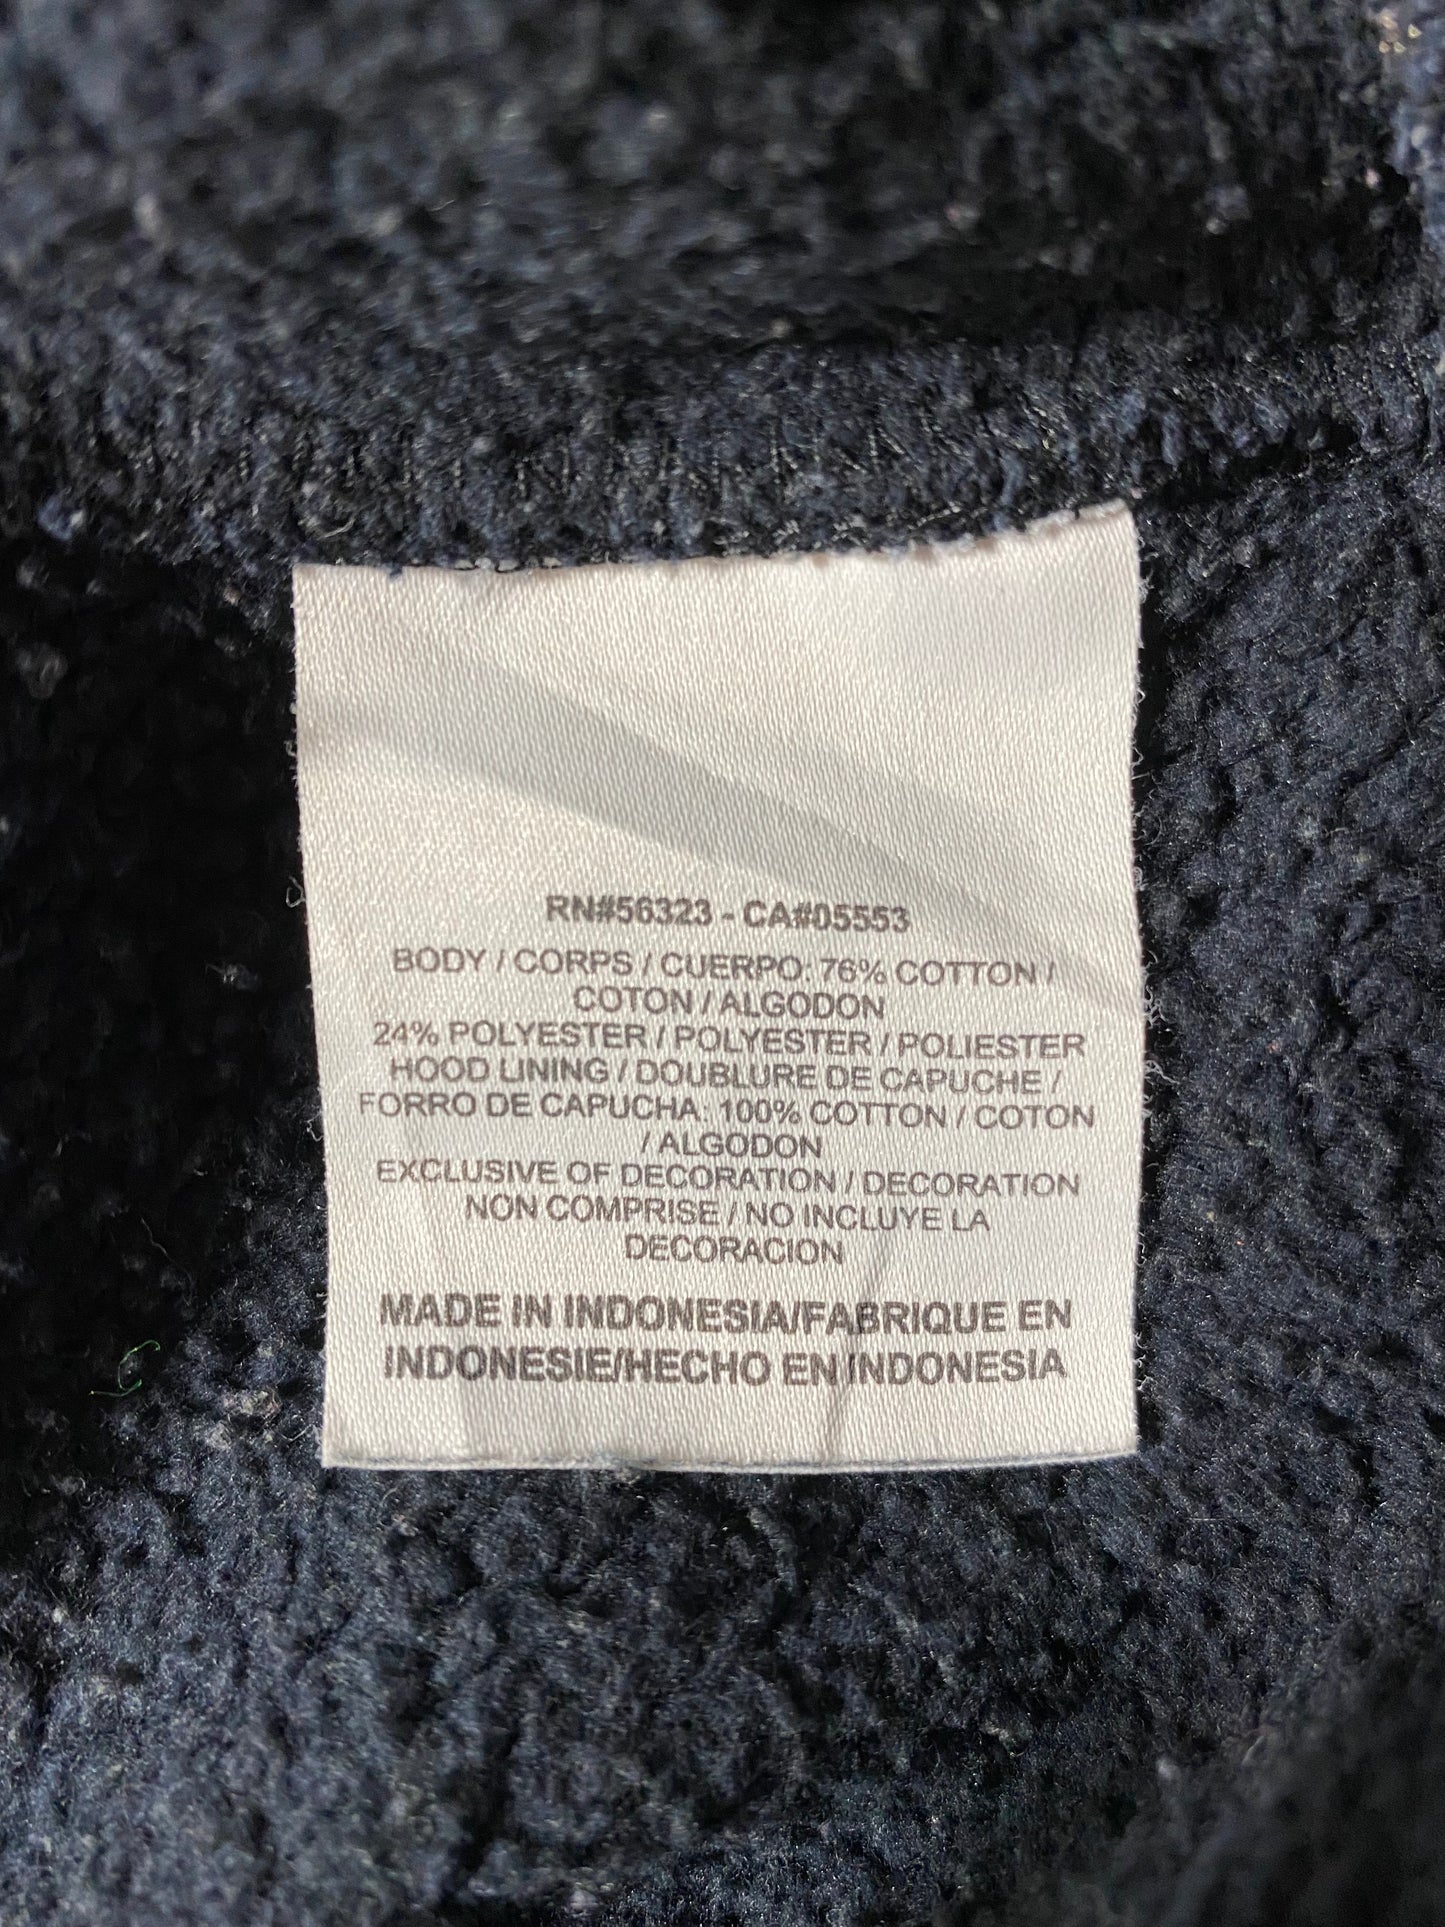 RN#56323 - CA#05553
BODY / CORPS / CUERPO: 76% COTTON /
COTON / ALGODON
24% POLYESTER / POLYESTER / POLIESTER
HOOD LINING / DOUBLURE DE CAPUCHE /
FORRO DE CAPUCHA: 100% COTTON / COTON
/ ALGODON
EXCLUSIVE OF DECORATION / DECORATION
NON COMPRISE / NO INCLUYE LA
DECORACION
MADE IN INDONESIA/FABRIQUE EN
INDONESIE/HECHO EN INDONESIA